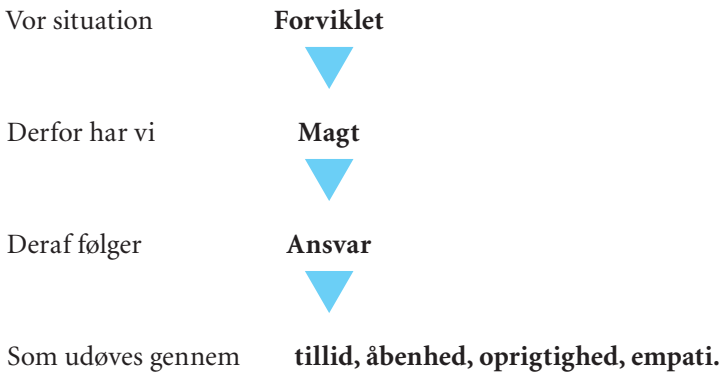 Vor situation Forviklet
Derfor har vi Magt
Deraf følger Ansvar
Som udøves gennem tillid, åbenhed, oprigtighed, empati.